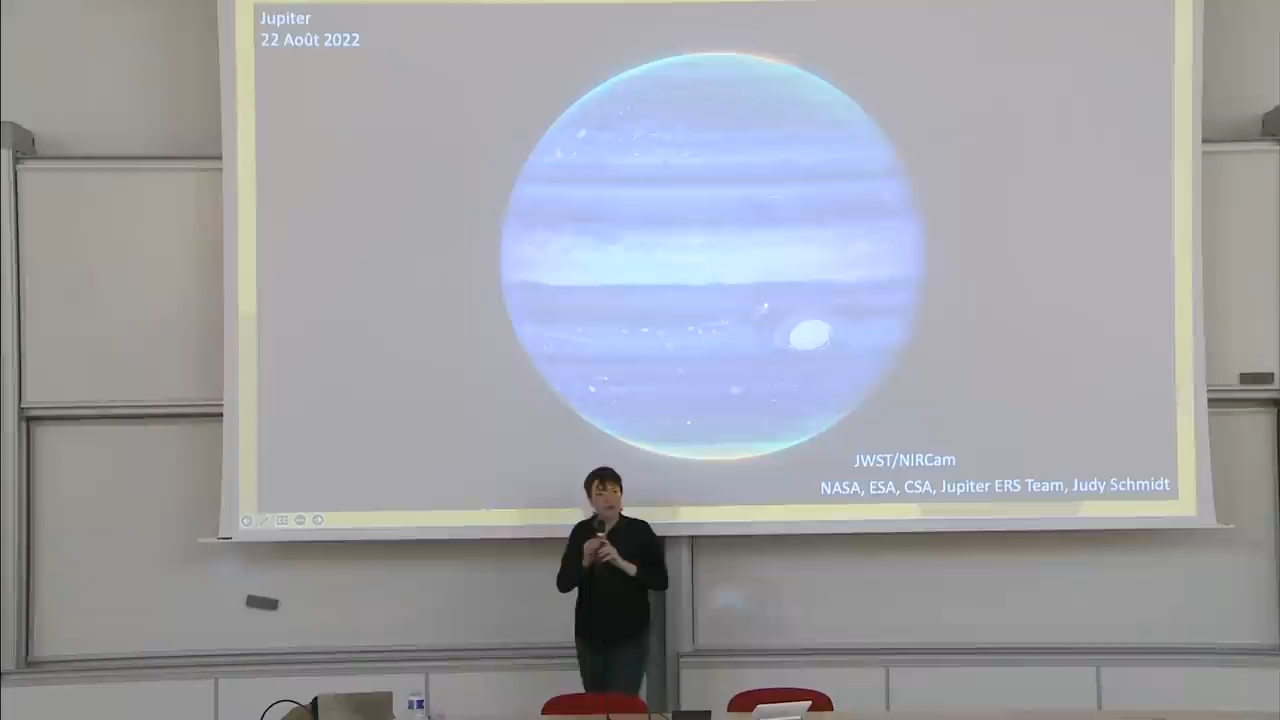 Jupiter
22 Août 2022
JWST/NIRCam
NASA, ESA, CSA, Jupiter ERS Team, Judy Schmidt